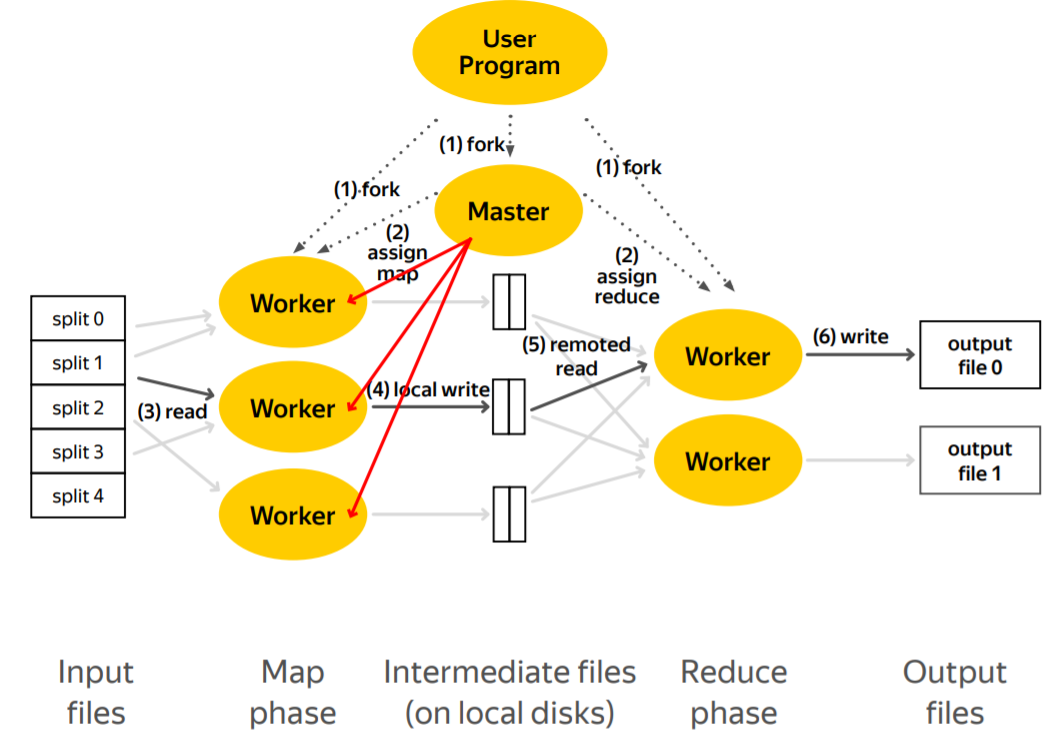 User
Program
(1) fork
(1) fork
(1) fork
Master
(2)
assign
map
(2)
assign
reduce
Worker
split 0
split 1
split 2
split 3
split 4
(3) read
Worker
(4) local write
Worker
(5) remoted
read
Worker
(6) write
output
file 0
Worker
output
file 1
Input
files
Map
phase
Intermediate files
(on local disks)
Reduce
phase
Output
files